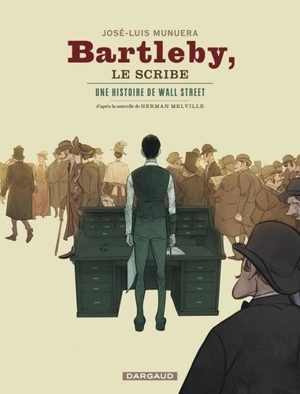 JOSÉ-LUIS MUNUERA
Bartleby,
LE SCRIBE
UNE HISTOIRE DE WALL STREET
d'après la nouvelle de HERMAN MELVILLE
DARGAUD